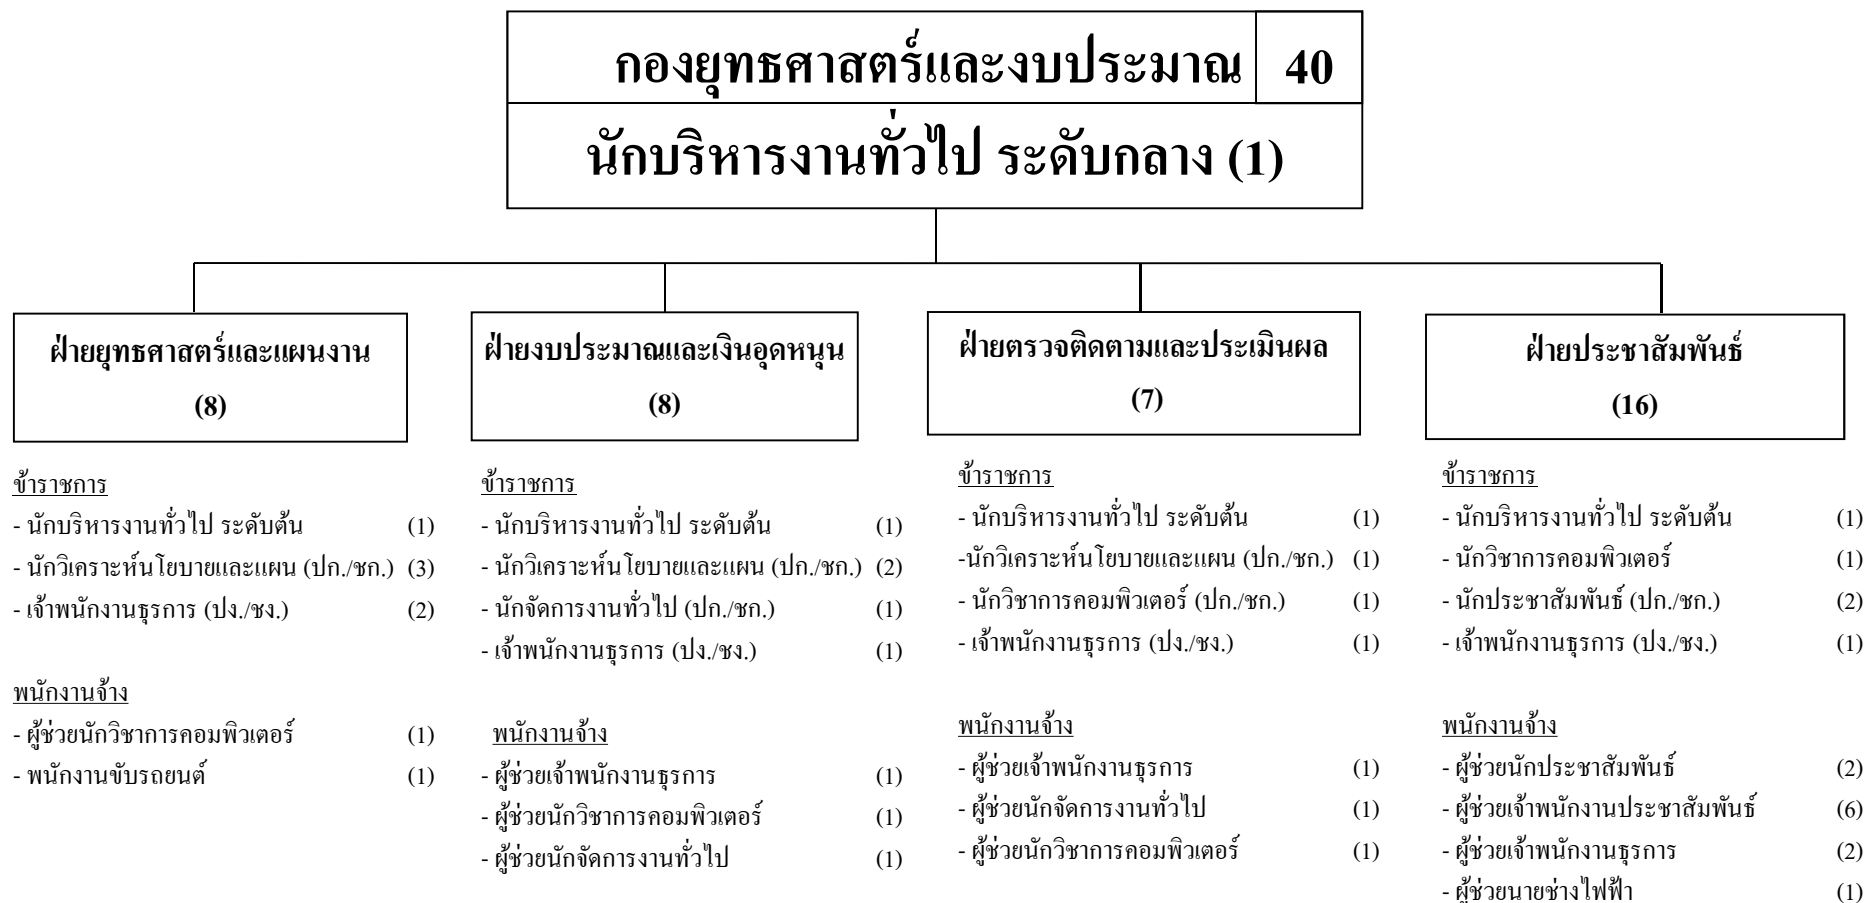 กองยุทธศาสตร์และงบประมาณ 40
นักบริหารงานทั่วไป ระดับกลาง (1)
ฝ่ายยุทธศาสตร์และแผนงาน
(8)
ข้าราชการ
- นักบริหารงานทั่วไป ระดับต้น (1)
- นักวิเคราะห์นโยบายและแผน (ปก./ชก.) (3)
- เจ้าพนักงานธุรการ (ปง./ชง.) (2)
พนักงานจ้าง
- ผู้ช่วยนักวิชาการคอมพิวเตอร์ (1)
- พนักงานขับรถยนต์ (1)
ฝ่ายงบประมาณและเงินอุดหนุน
(8)
ข้าราชการ
- นักบริหารงานทั่วไป ระดับต้น (1)
- นักวิเคราะห์นโยบายและแผน (ปก./ชก.) (2)
- นักจัดการงานทั่วไป (ปก./ชก.) (1)
- เจ้าพนักงานธุรการ (ปง./ชง.) (1)
พนักงานจ้าง
- ผู้ช่วยเจ้าพนักงานธุรการ (1)
- ผู้ช่วยนักวิชาการคอมพิวเตอร์ (1)
- ผู้ช่วยนักจัดการงานทั่วไป (1)
ฝ่ายตรวจติดตามและประเมินผล
(7)
ข้าราชการ
- นักบริหารงานทั่วไป ระดับต้น (1)
-นักวิเคราะห์นโยบายและแผน (ปก./ชก.) (1)
- นักวิชาการคอมพิวเตอร์ (ปก./ชก.) (1)
- เจ้าพนักงานธุรการ (ปง./ชง.) (1)
พนักงานจ้าง
- ผู้ช่วยเจ้าพนักงานธุรการ (1)
- ผู้ช่วยนักจัดการงานทั่วไป (1)
- ผู้ช่วยนักวิชาการคอมพิวเตอร์ (1)
ฝ่ายประชาสัมพันธ์
(16)
ข้าราชการ
- นักบริหารงานทั่วไป ระดับต้น (1)
- นักวิชาการคอมพิวเตอร์ (1)
- นักประชาสัมพันธ์ (ปก./ชก.) (2)
- เจ้าพนักงานธุรการ (ปง./ชง.) (1)
พนักงานจ้าง
- ผู้ช่วยนักประชาสัมพันธ์ (2)
- ผู้ช่วยเจ้าพนักงานประชาสัมพันธ์ (6)
- ผู้ช่วยเจ้าพนักงานธุรการ (2)
- ผู้ช่วยนายช่างไฟฟ้า (1)